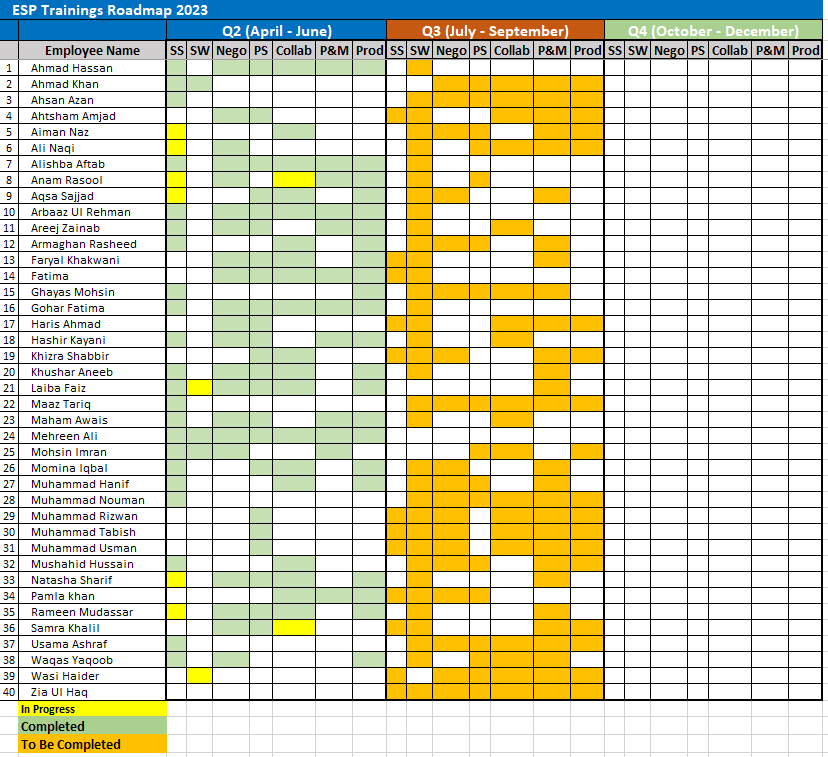 ESP Trainings Roadmap 2023
Q2 (April - June) Q3 (July - September) Q4 (October - December)
Employee Name SS SW Nego PS Collab P&M Prod SS SW Nego PS Collab P&M Prod SS SW Nego PS Collab P&M Prod
1 Ahmad Hassan
2 Ahmad Khan
3 Ahsan Azan
4 Ahtsham Amjad
5 Aiman Naz
6 Ali Naqi
7 Alishba Aftab
8 Anam Rasool
9 Aqsa Sajjad
10 Arbaaz Ul Rehman
11 Areej Zainab
12 Armaghan Rasheed
13 Faryal Khakwani
14 Fatima
15 Ghayas Mohsin
16 Gohar Fatima
17 Haris Ahmad
18 Hashir Kayani
19 Khizra Shabbir
20 Khushar Aneeb
21 Laiba Faiz
22 Maaz Tariq
23 Maham Awais
24 Mehreen Ali
25 Mohsin Imran
26 Momina Iqbal
27 Muhammad Hanif
28 Muhammad Nouman
29 Muhammad Rizwan
30 Muhammad Tabish
31 Muhammad Usman
32 Mushahid Hussain
33 Natasha Sharif
34 Pamla khan
35 Rameen Mudassar
36 Samra Khalil
37 Usama Ashraf
38 Waqas Yaqoob
39 Wasi Haider
40 Zia Ul Haq
In Progress
Completed
To Be Completed